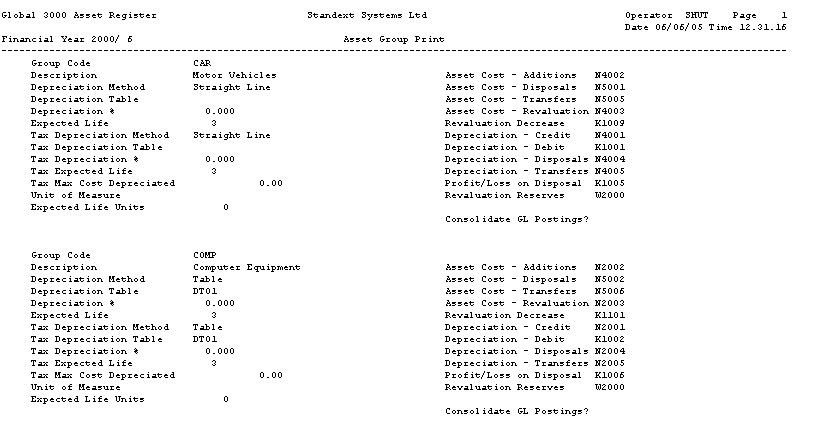 Global 3000 Asset Register Standext Systems Ltd Operator SHUT Page 1
Date 06/06/05 Time 12.31.16
Financial Year 2000/ 6 Asset Group Print
Group Code CAR
Description Motor Vehicles Asset Cost - Additions N4002
Depreciation Method Straight Line Asset Cost - Disposals N5001
Depreciation Table Asset Cost - Transfers N5005
Depreciation % 0.000 Asset Cost - Revaluation N4003
Expected Life 3 Revaluation Decrease K1009
Tax Depreciation Method Straight Line Depreciation - Credit N4001
Tax Depreciation Table Depreciation - Debit K1001
Tax Depreciation % 0.000 Depreciation - Disposals N4004
Tax Expected Life 3 Depreciation - Transfers N4005
Tax Max Cost Depreciated 0.00 Profit/Loss on Disposal K1005
Unit of Measure Revaluation Reserves W2000
Expected Life Units 0
Consolidate GL Postings?
Group Code COMP
Description Computer Equipment Asset Cost - Additions N2002
Depreciation Method Table Asset Cost - Disposals N5002
Depreciation Table DT01 Asset Cost - Transfers N5006
Depreciation % 0.000 Asset Cost - Revaluation N2003
Expected Life 3 Revaluation Decrease K1101
Tax Depreciation Method Table Depreciation - Credit N2001
Tax Depreciation Table DT01 Depreciation - Debit K1002
Tax Depreciation % 0.000 Depreciation - Disposals N2004
Tax Expected Life 3 Depreciation - Transfers N2005
Tax Max Cost Depreciated 0.00 Profit/Loss on Disposal K1006
Unit of Measure Revaluation Reserves W2000
Expected Life Units 0
Consolidate GL Postings?